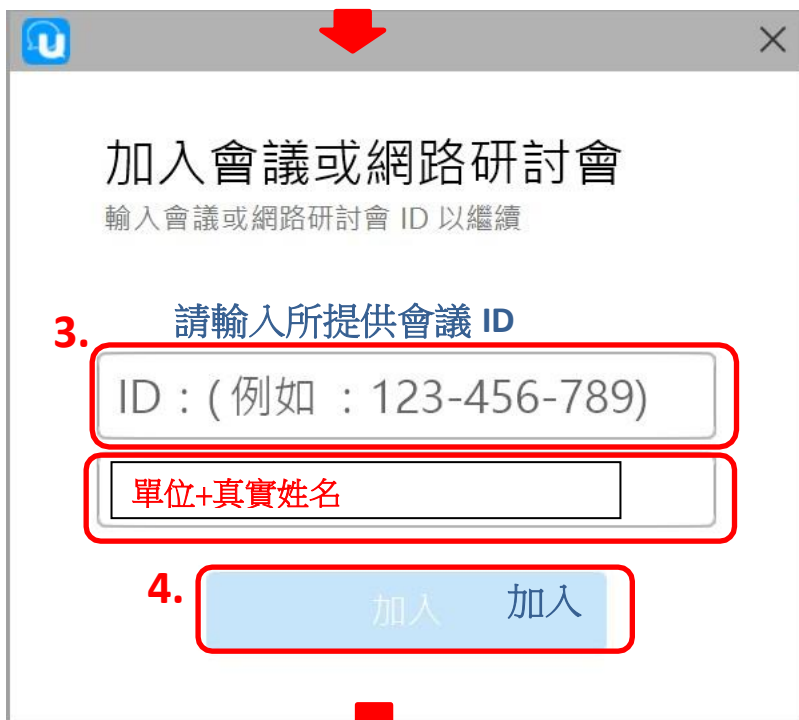 加入會議或網路研討會
輸入會議或網路研討會 ID 以繼續
3. 請輸入所提供會議 ID
ID：(例如 ：123-456-789)
單位+真實姓名
4. 加入 加入